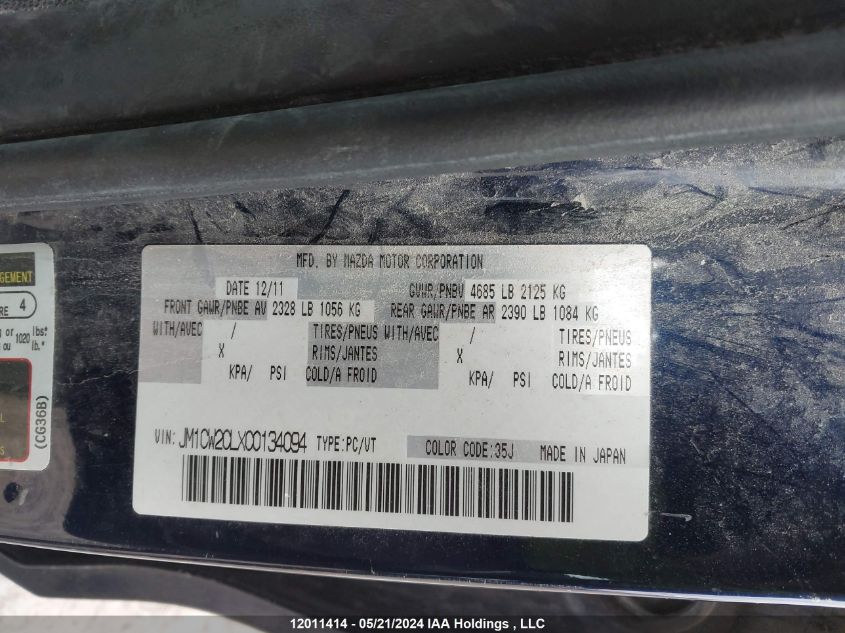 MFD. BY MAZDA MOTOR CORPORATION
DATE 12/11 GVWR/PNBV 4685 LB 2125 KG
FRONT GAWR/PNBE AV 2328 LB 1056 KG REAR GAWR/PNBE AR 2390 LB 1084 KG
WITH/AVEC / TIRES/PNEUS WITH/AVEC / TIRES/PNEUS
X RIMS/JANTES X RIMS/JANTES
KPA/ PSI COLD/A FROID KPA/ PSI COLD/A FROID
VIN: JM1CW2CLXC0134094 TYPE:PC/VT COLOR CODE:35J MADE IN JAPAN
GEMENT
RE 4
or 1020 lbs.
ou lb.
(CG36B)
12011414 - 05/21/2024 IAA Holdings , LLC